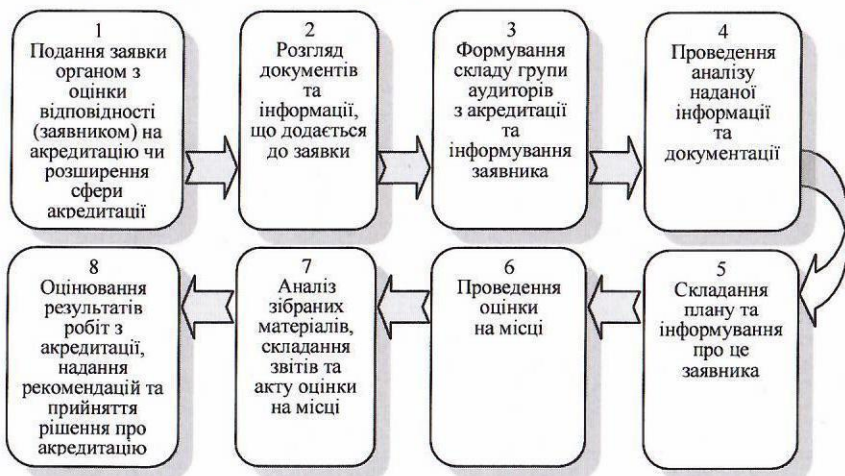 1
Подання заявки
органом з
оцінки
відповідності
(заявником) на
акредитацію чи
розширення
сфери
акредитації
2
Розгляд
документів
та
інформації,
що додається
до заявки
3
Формування
складу групи
аудиторів
з акредитації
та
інформування
заявника
4
Проведення
аналізу
наданої
інформації
та
документації
5
Складання
плану та
інформування
про це
заявника
6
Проведення
оцінки
на місці
7
Аналіз
зібраних
матеріалів,
складання
звітів та
акту оцінки
на місці
8
Оцінювання
результатів
робіт з
акредитації,
надання
рекомендацій та
прийняття
рішення про
акредитацію